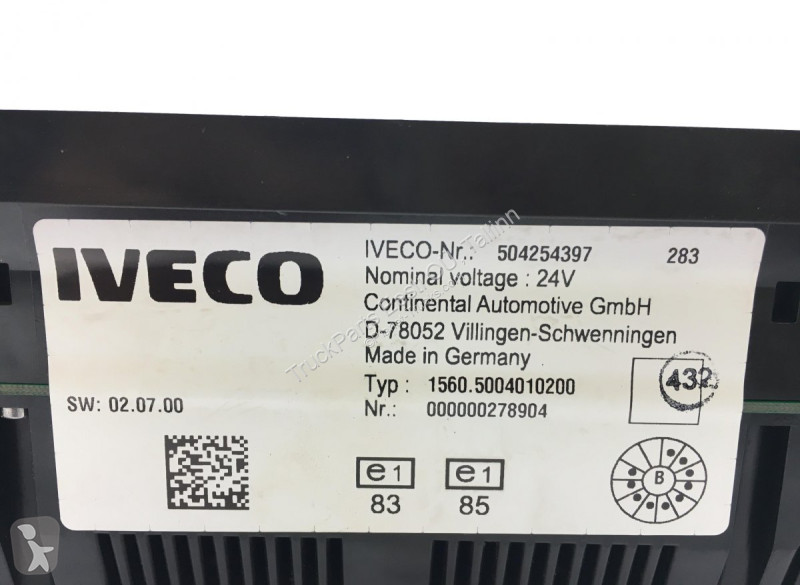 IVECO
IVECO-Nr.: 504254397 283
Nominal voltage : 24V
Continental Automotive GmbH
D-78052 Villingen-Schwenningen
Made in Germany
Typ : 1560.5004010200
Nr.: 000000278904
432
SW: 02.07.00
e1 e1
83 85
B